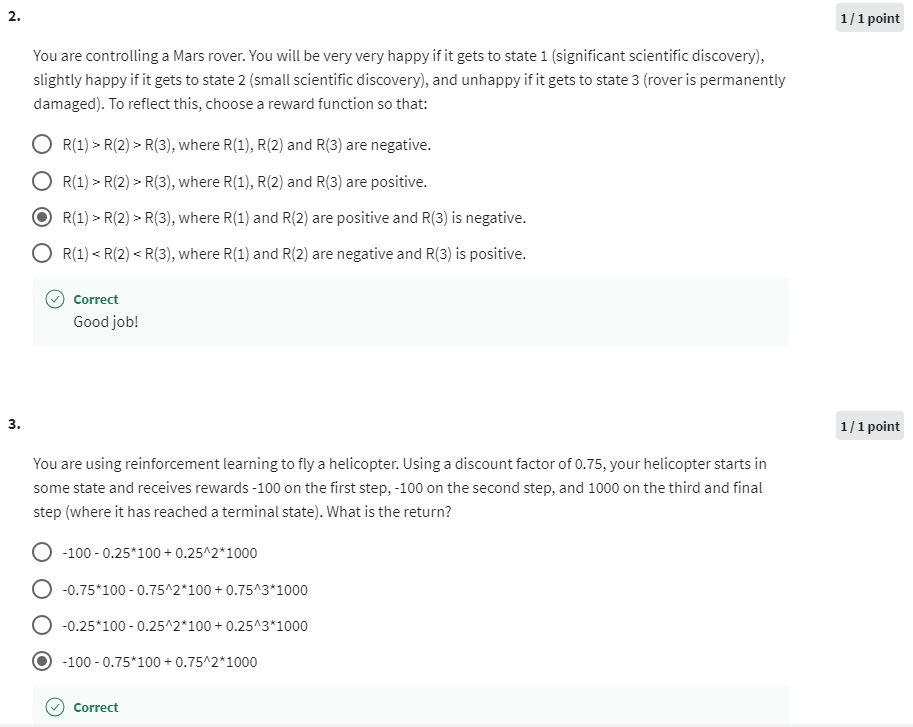 2.
1 / 1 point
You are controlling a Mars rover. You will be very very happy if it gets to state 1 (significant scientific discovery),
slightly happy if it gets to state 2 (small scientific discovery), and unhappy if it gets to state 3 (rover is permanently
damaged). To reflect this, choose a reward function so that:
R(1) > R(2) > R(3), where R(1), R(2) and R(3) are negative.
R(1) > R(2) > R(3), where R(1), R(2) and R(3) are positive.
R(1) > R(2) > R(3), where R(1) and R(2) are positive and R(3) is negative.
R(1) < R(2) < R(3), where R(1) and R(2) are negative and R(3) is positive.
Correct
Good job!
3.
1 / 1 point
You are using reinforcement learning to fly a helicopter. Using a discount factor of 0.75, your helicopter starts in
some state and receives rewards -100 on the first step, -100 on the second step, and 1000 on the third and final
step (where it has reached a terminal state). What is the return?
-100 - 0.25*100 + 0.25^2*1000
-0.75*100 - 0.75^2*100 + 0.75^3*1000
-0.25*100 - 0.25^2*100 + 0.25^3*1000
-100 - 0.75*100 + 0.75^2*1000
Correct